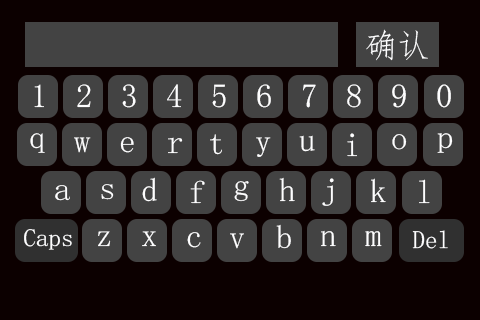 确认
1 2 3 4 5 6 7 8 9 0
q w e r t y u i o p
a s d f g h j k l
Caps z x c v b n m Del